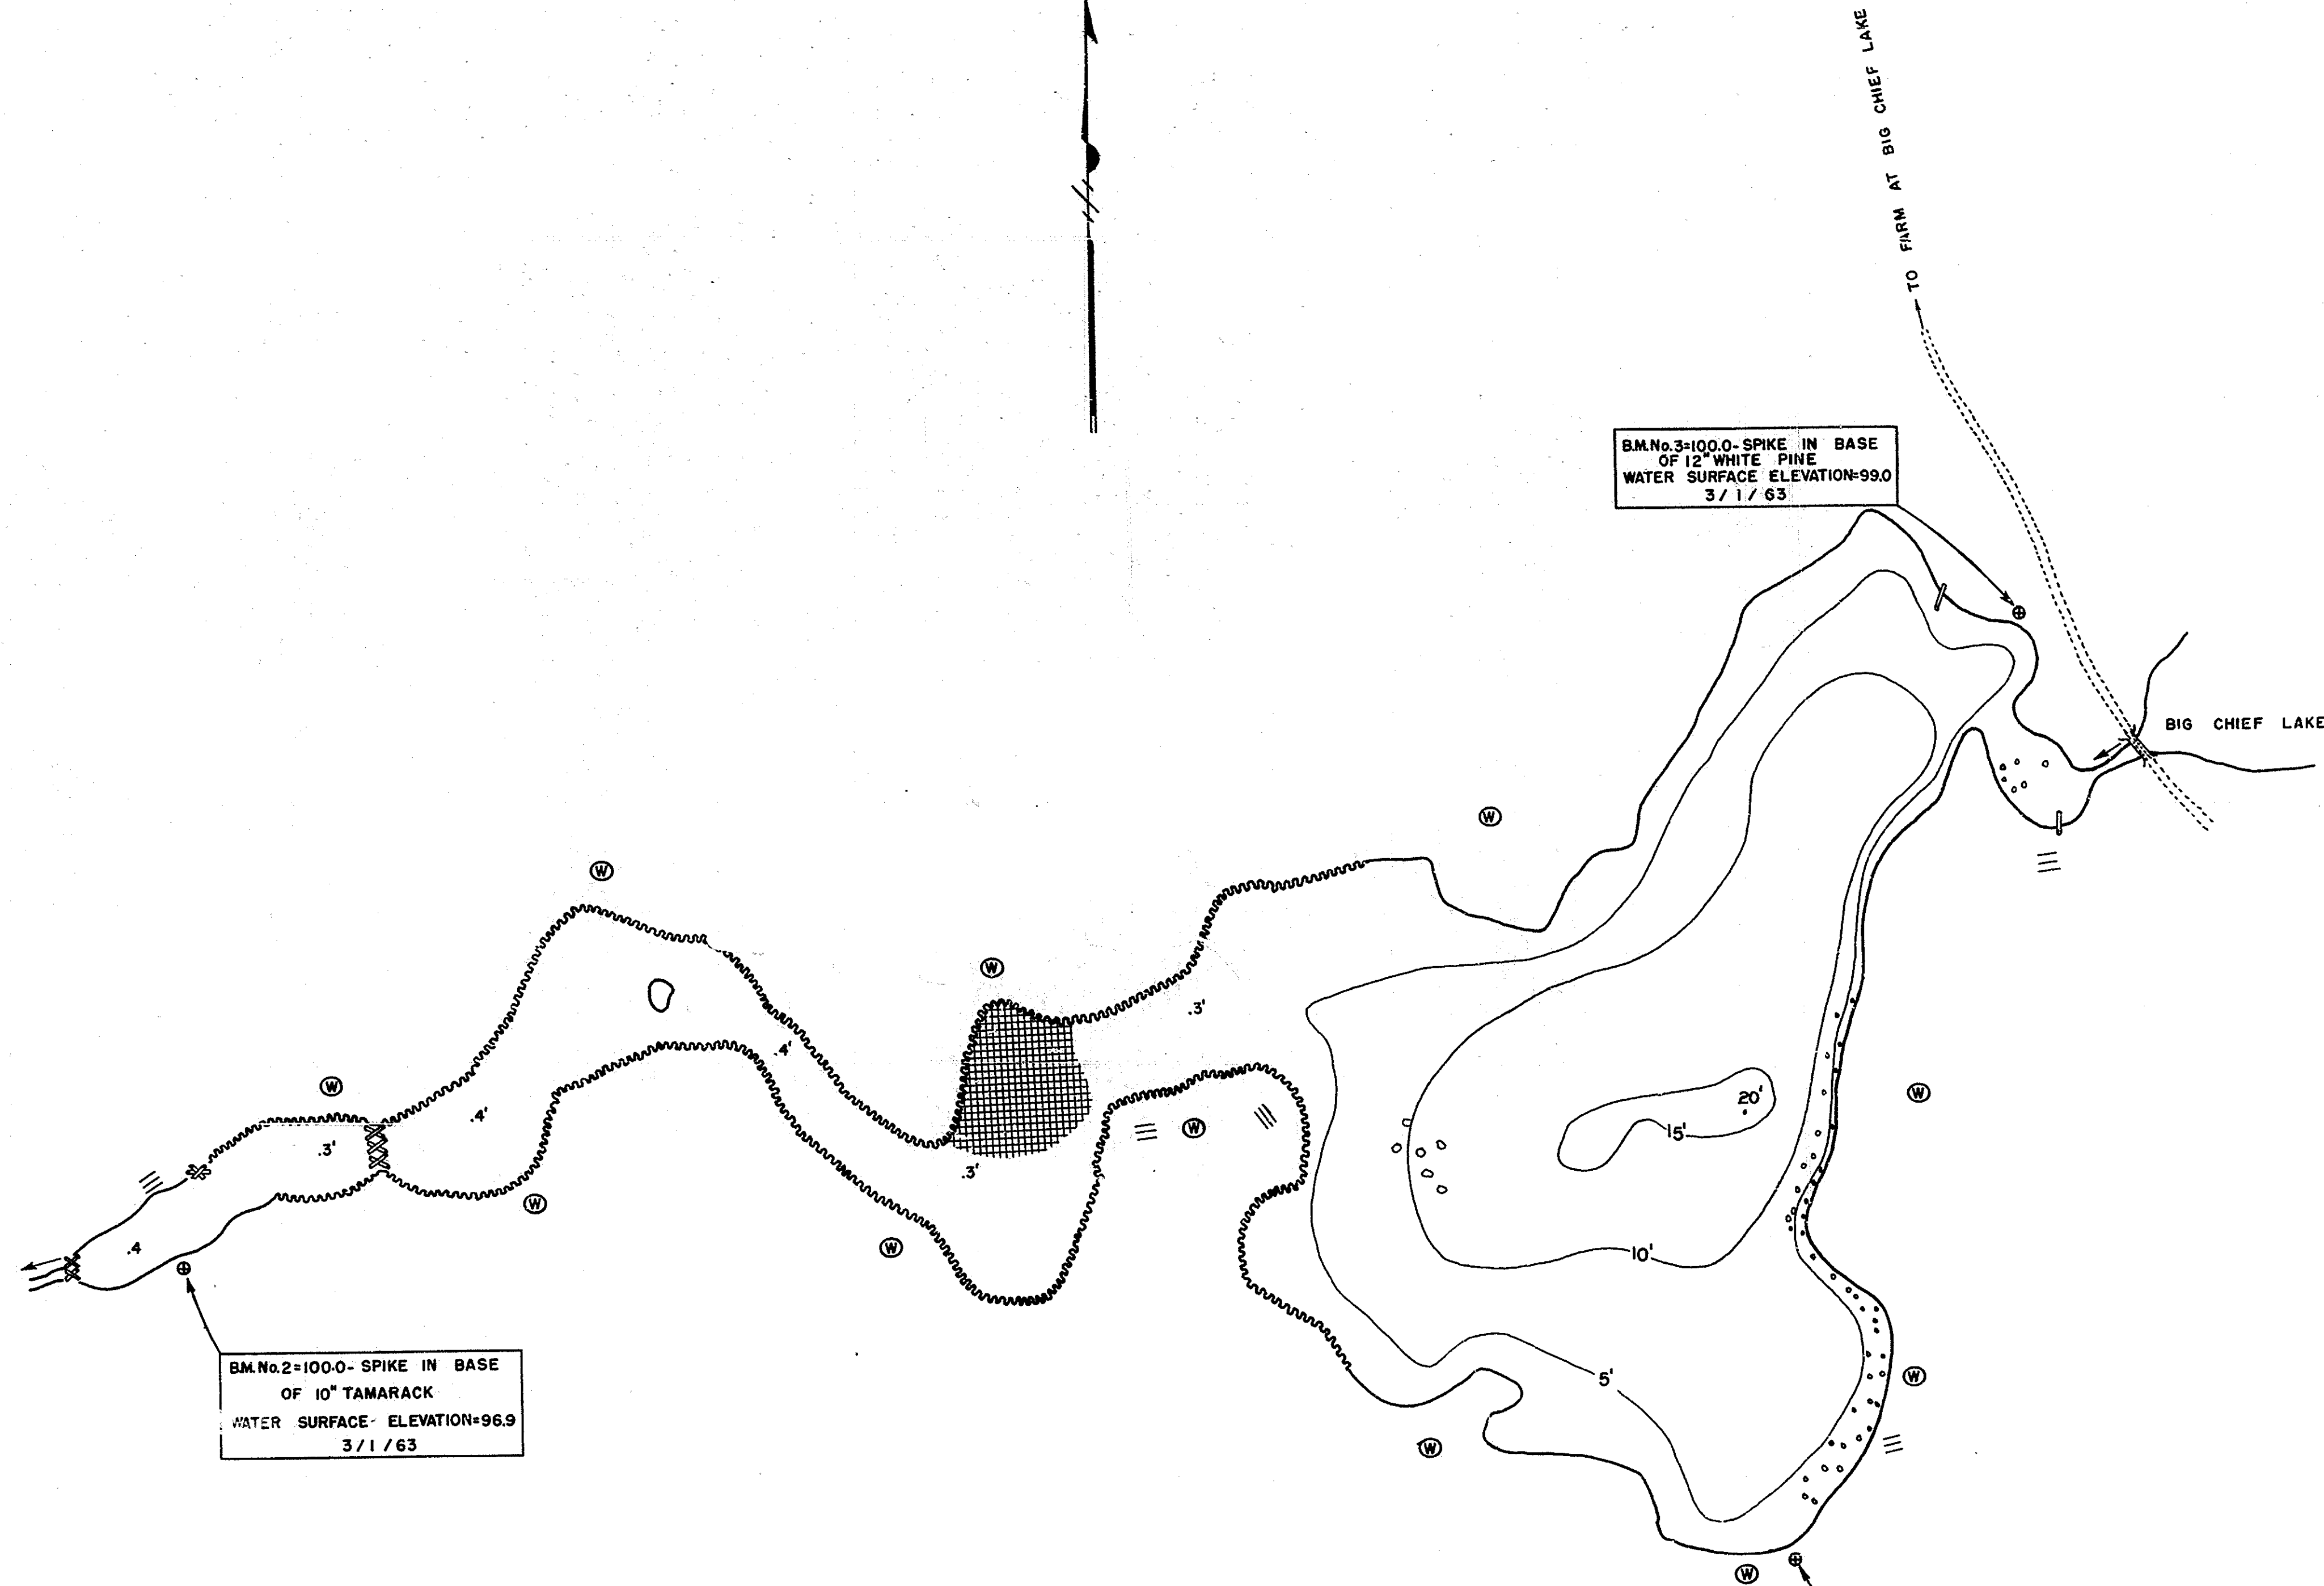 TO FARM AT BIG CHIEF LAKE
B.M.No.3=100.0-SPIKE IN BASE
OF 12" WHITE PINE
WATER SURFACE ELEVATION=99.0
3/1/63
BIG CHIEF LAKE
W
W
W
.3'
.4'
W
20'
W
.4'
15'
W
.3'
.3'
W
W
.4
10'
B.M.No.2=100.0- SPIKE IN BASE
OF 10" TAMARACK
WATER SURFACE- ELEVATION=96.9
3/1/63
5'
W
W
W